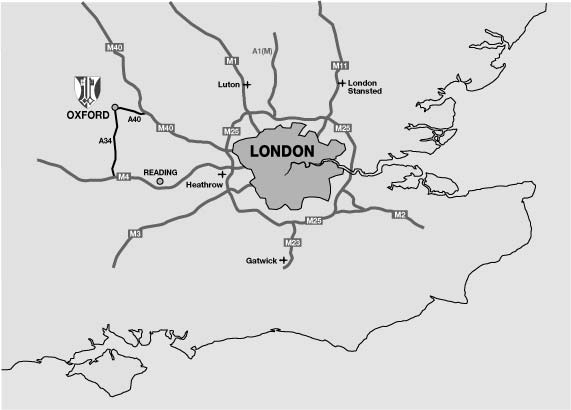 M40
M1
A1(M)
M11
Luton
London
Stansted
OXFORD
A40
M40
M25
M25
A34
LONDON
M4
READING
Heathrow
M25
M2
M3
M23
Gatwick